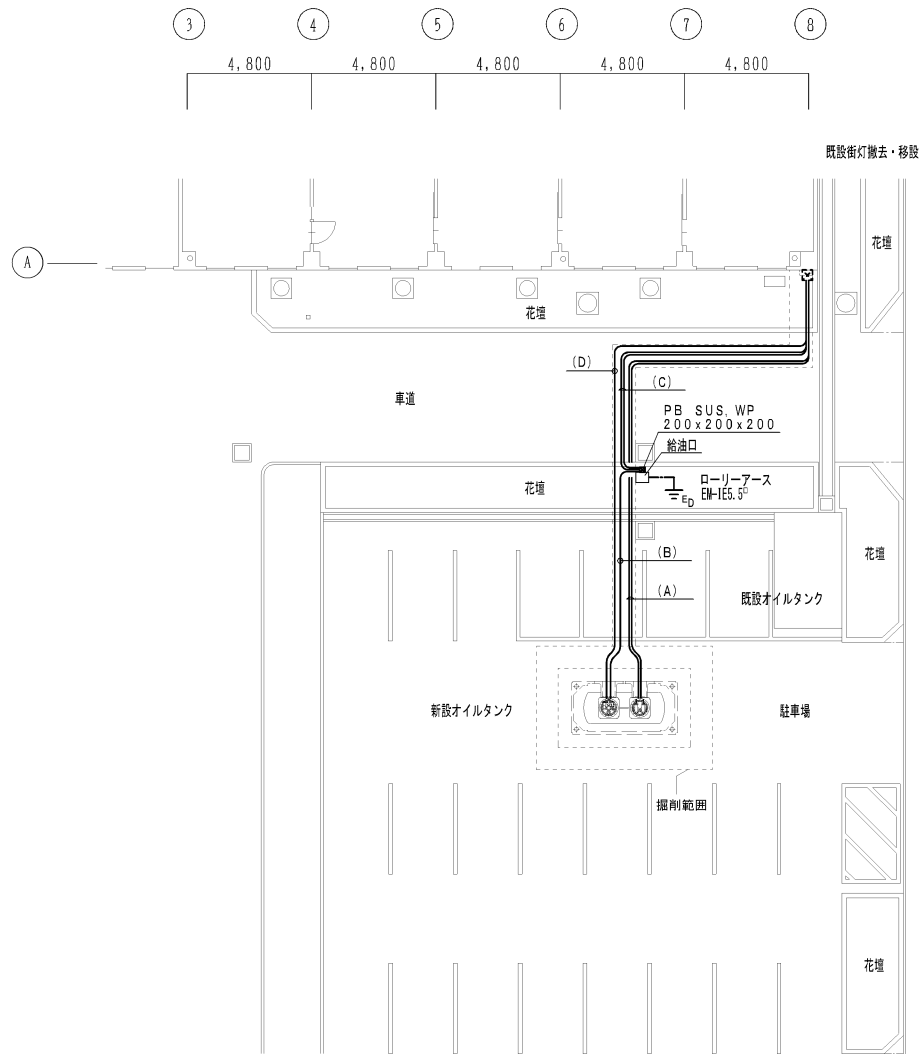 3 4 5 6 7 8
4,800 4,800 4,800 4,800 4,800
既設街灯撤去・移設
花壇
A
花壇
(D)
(C)
車道
PB SUS, WP
200x200x200
給油口
花壇
ローリーアース
EM-IE5.5□
ED
(B)
花壇
(A)
既設オイルタンク
新設オイルタンク
駐車場
掘削範囲
花壇